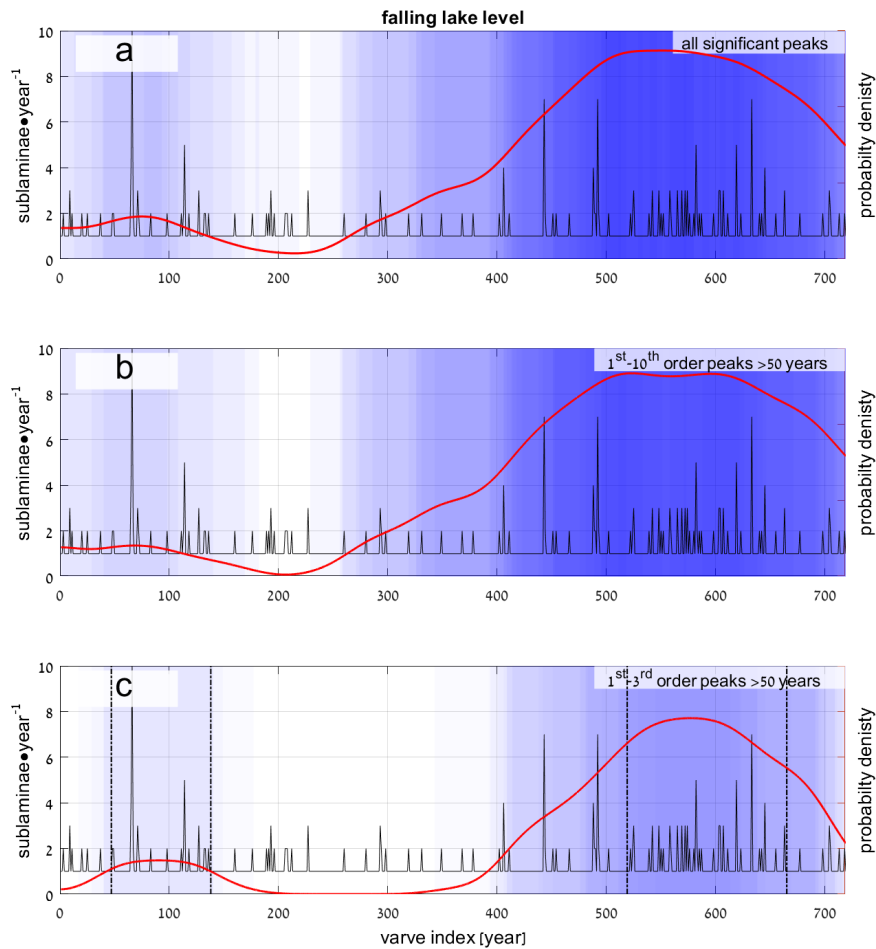 falling lake level
a
all significant peaks
sublaminae●year⁻¹
probability denisty
10
8
6
4
2
0
0 100 200 300 400 500 600 700
b
1ˢᵗ-10ᵗʰ order peaks >50 years
sublaminae●year⁻¹
probabilty denisty
10
8
6
4
2
0
0 100 200 300 400 500 600 700
c
1ˢᵗ-3ʳᵈ order peaks >50 years
sublaminae●year⁻¹
probabilty denisty
10
8
6
4
2
0
0 100 200 300 400 500 600 700
varve index [year]